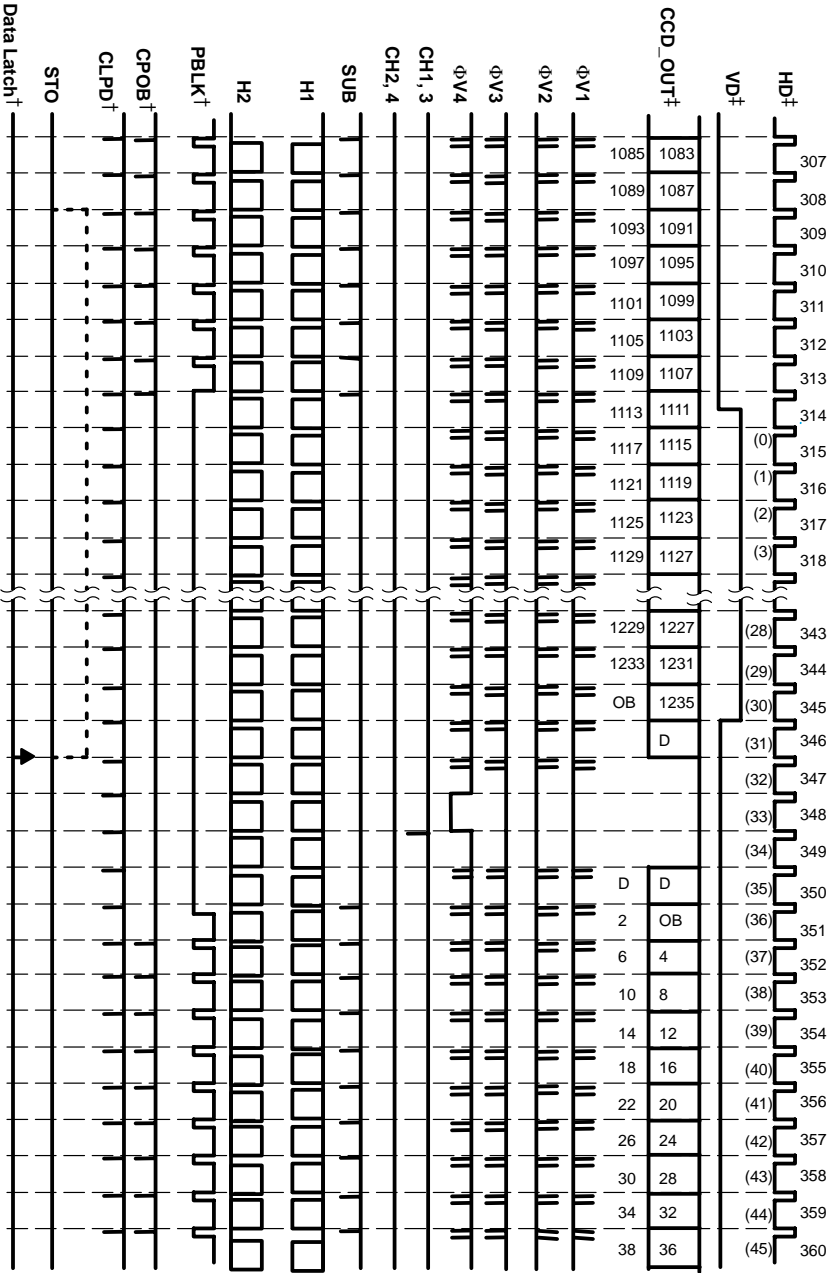 Data Latch†
STO
CLPD†
CPOB†
PBLK†
H2
H1
SUB
CH2, 4
CH1, 3
ΦV4
ΦV3
ΦV2
ΦV1
CCD_OUT‡
VD‡
HD‡
1085 1083 307
1089 1087 308
1093 1091 309
1097 1095 310
1101 1099 311
1105 1103 312
1109 1107 313
1113 1111 314
1117 1115 (0) 315
1121 1119 (1) 316
1125 1123 (2) 317
1129 1127 (3) 318
1229 1227 (28) 343
1233 1231 (29) 344
OB 1235 (30) 345
D (31) 346
(32) 347
(33) 348
(34) 349
D D (35) 350
2 OB (36) 351
6 4 (37) 352
10 8 (38) 353
14 12 (39) 354
18 16 (40) 355
22 20 (41) 356
26 24 (42) 357
30 28 (43) 358
34 32 (44) 359
38 36 (45) 360